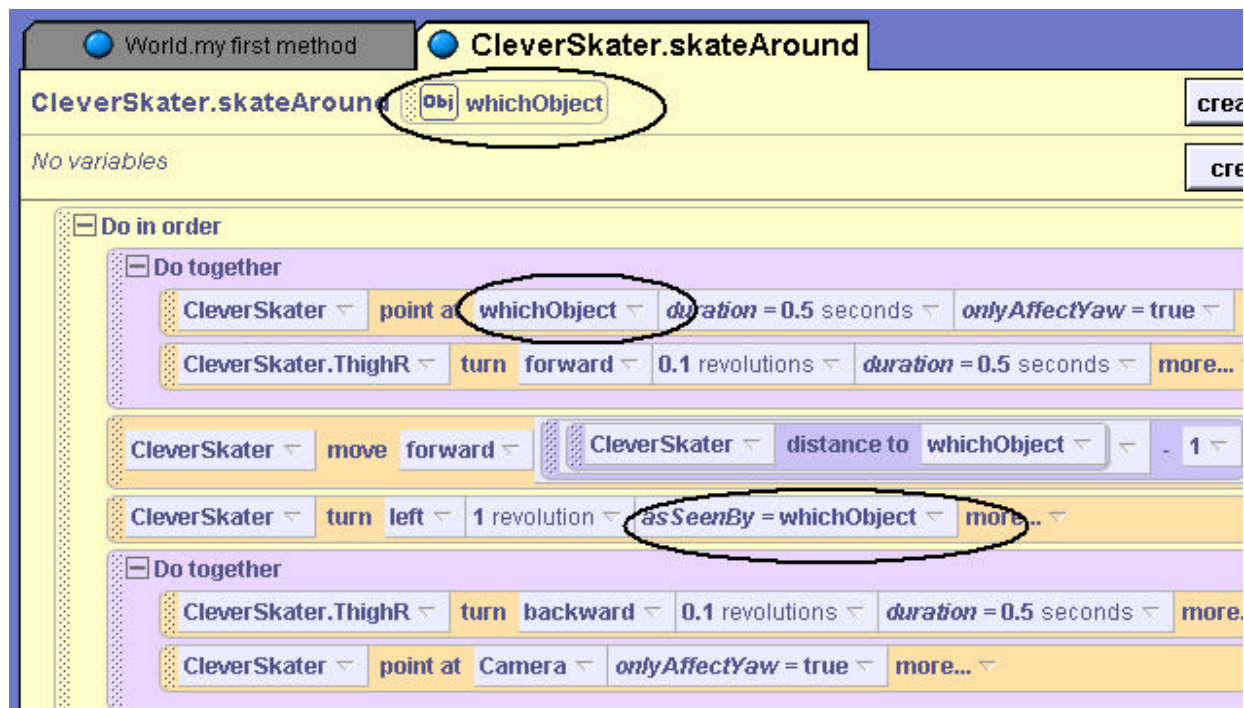 World.my first method CleverSkater.skateAround
CleverSkater.skateAround Obj whichObject crea
No variables cre
Do in order
Do together
CleverSkater point at whichObject duration = 0.5 seconds onlyAffectYaw = true
CleverSkater.ThighR turn forward 0.1 revolutions duration = 0.5 seconds more...
CleverSkater move forward CleverSkater distance to whichObject - 1
CleverSkater turn left 1 revolution asSeenBy = whichObject more...
Do together
CleverSkater.ThighR turn backward 0.1 revolutions duration = 0.5 seconds more.
CleverSkater point at Camera onlyAffectYaw = true more...